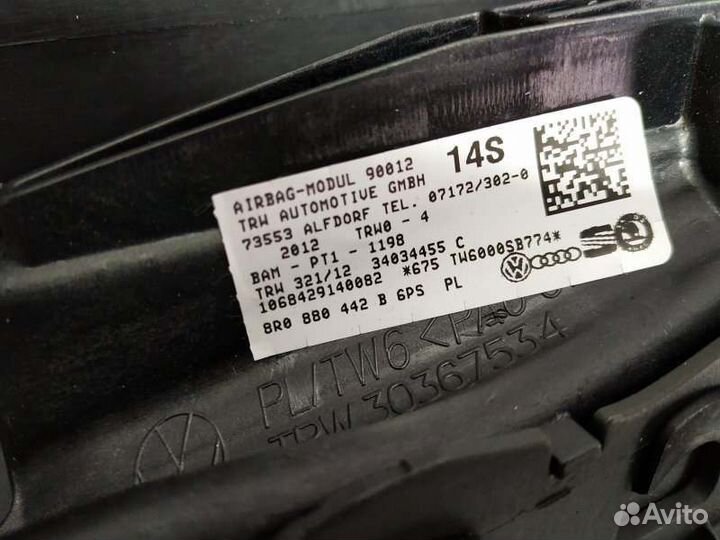 AIRBAG-MODUL 90012 14S
TRW AUTOMOTIVE GMBH
73553 ALFDORF TEL. 07172/302-0
2012 TRW0 - 4
BAM - PT1 - 1198
TRW 321/12 34034455 C
1068429140082 *675 TW6000SB774*
8R0 880 442 B 6PS PL
PL/TW6 <PA6
TRW 30367534
Avito